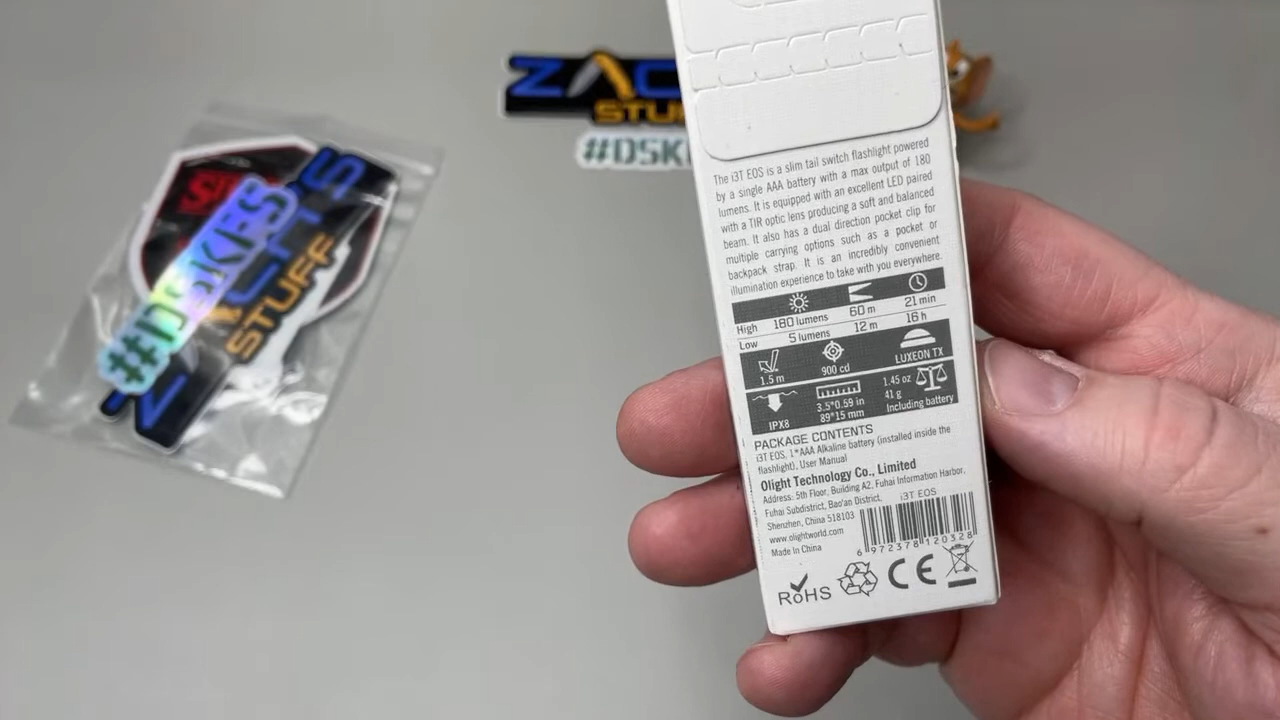 ZAC
STUF
#DSKI
#DSKIES
STUFF
The i3T EOS is a slim tail switch flashlight powered
by a single AAA battery with a max output of 180
lumens. It is equipped with an excellent LED paired
with a TIR optic lens producing a soft and balanced
beam. It also has a dual direction pocket clip for
multiple carrying options such as a pocket or
backpack strap. It is an incredibly convenient
illumination experience to take with you everywhere.
High 180 lumens 60 m 21 min
Low 5 lumens 12 m 16 h
1.5 m 900 cd LUXEON TX
IPX8 3.5*0.59 in 89*15 mm 1.45 oz 41 g Including battery
PACKAGE CONTENTS
i3T EOS, 1*AAA Alkaline battery (installed inside the
flashlight), User Manual
Olight Technology Co., Limited
Address: 5th Floor, Building A2, Fuhai Information Harbor,
Fuhai Subdistrict, Bao'an District,
Shenzhen, China 518103
www.olightworld.com
Made in China
i3T EOS
6 972378 120328
RoHS CE